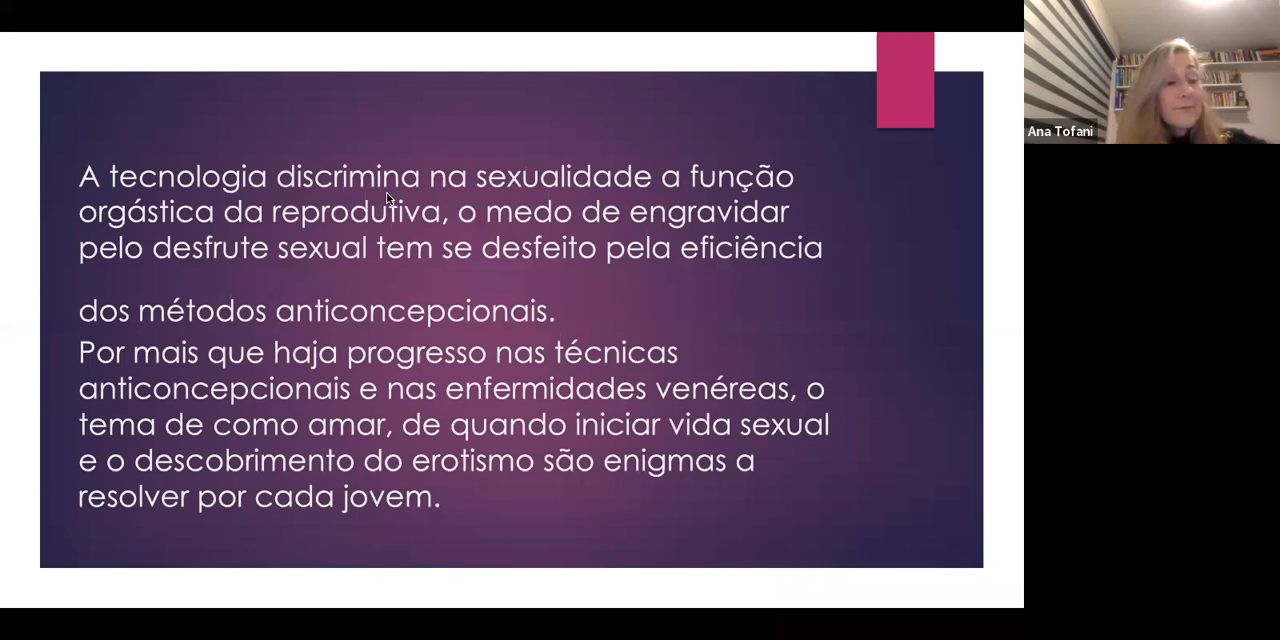 A tecnologia discrimina na sexualidade a função
orgástica da reprodutiva, o medo de engravidar
pelo desfrute sexual tem se desfeito pela eficiência
dos métodos anticoncepcionais.
Por mais que haja progresso nas técnicas
anticoncepcionais e nas enfermidades venéreas, o
tema de como amar, de quando iniciar vida sexual
e o descobrimento do erotismo são enigmas a
resolver por cada jovem.
Ana Tofani